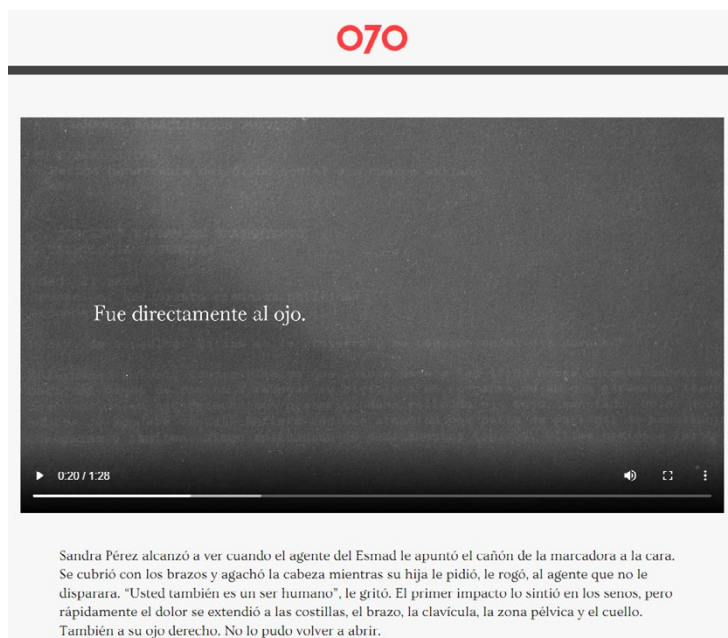 070
Fue directamente al ojo.
0:20 / 1:28
Sandra Pérez alcanzó a ver cuando el agente del Esmad le apuntó el cañón de la marcadora a la cara.
Se cubrió con los brazos y agachó la cabeza mientras su hija le pidió, le rogó, al agente que no le
disparara. “Usted también es un ser humano”, le gritó. El primer impacto lo sintió en los senos, pero
rápidamente el dolor se extendió a las costillas, el brazo, la clavícula, la zona pélvica y el cuello.
También a su ojo derecho. No lo pudo volver a abrir.